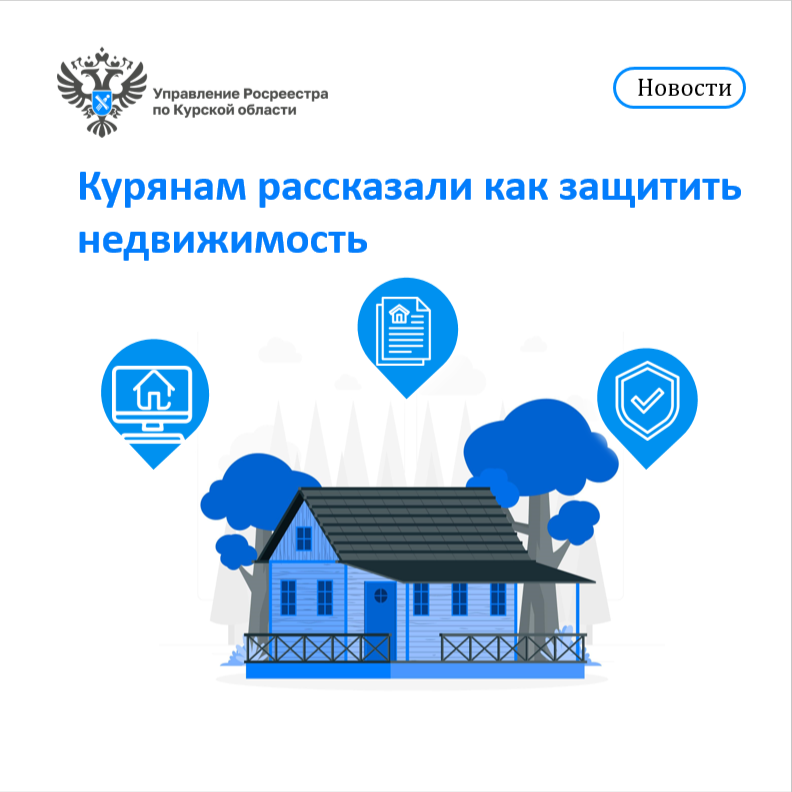 Управление Росреестра
по Курской области
Новости
Курянам рассказали как защитить
недвижимость